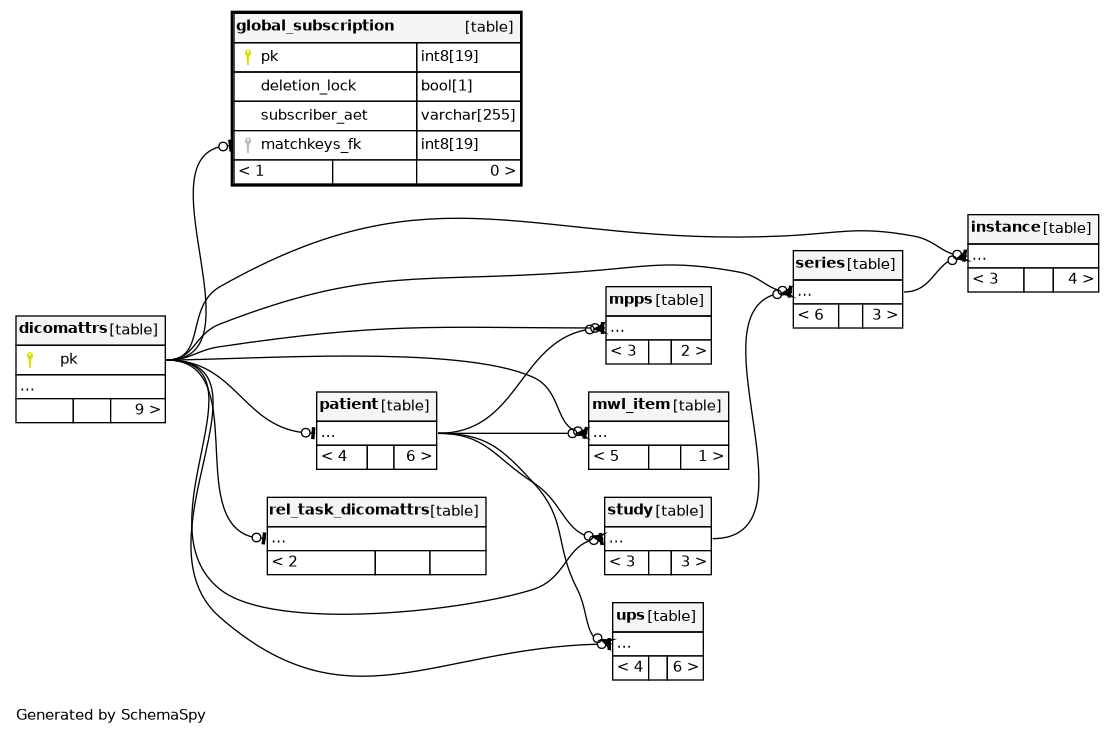 global_subscription [table]
pk int8[19]
deletion_lock bool[1]
subscriber_aet varchar[255]
matchkeys_fk int8[19]
< 1 0 >
instance [table]
...
< 3 4 >
series [table]
...
< 6 3 >
mpps [table]
...
< 3 2 >
dicomattrs [table]
pk
...
9 >
patient [table]
...
< 4 6 >
mwl_item [table]
...
< 5 1 >
rel_task_dicomattrs [table]
...
< 2
study [table]
...
< 3 3 >
ups [table]
...
< 4 6 >
Generated by SchemaSpy